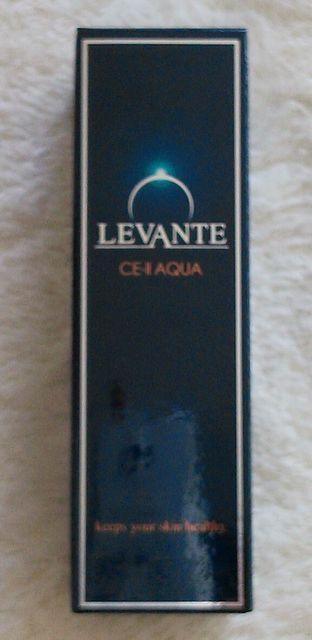 LEVANTE
CE-II AQUA
keeps your skin healthy.